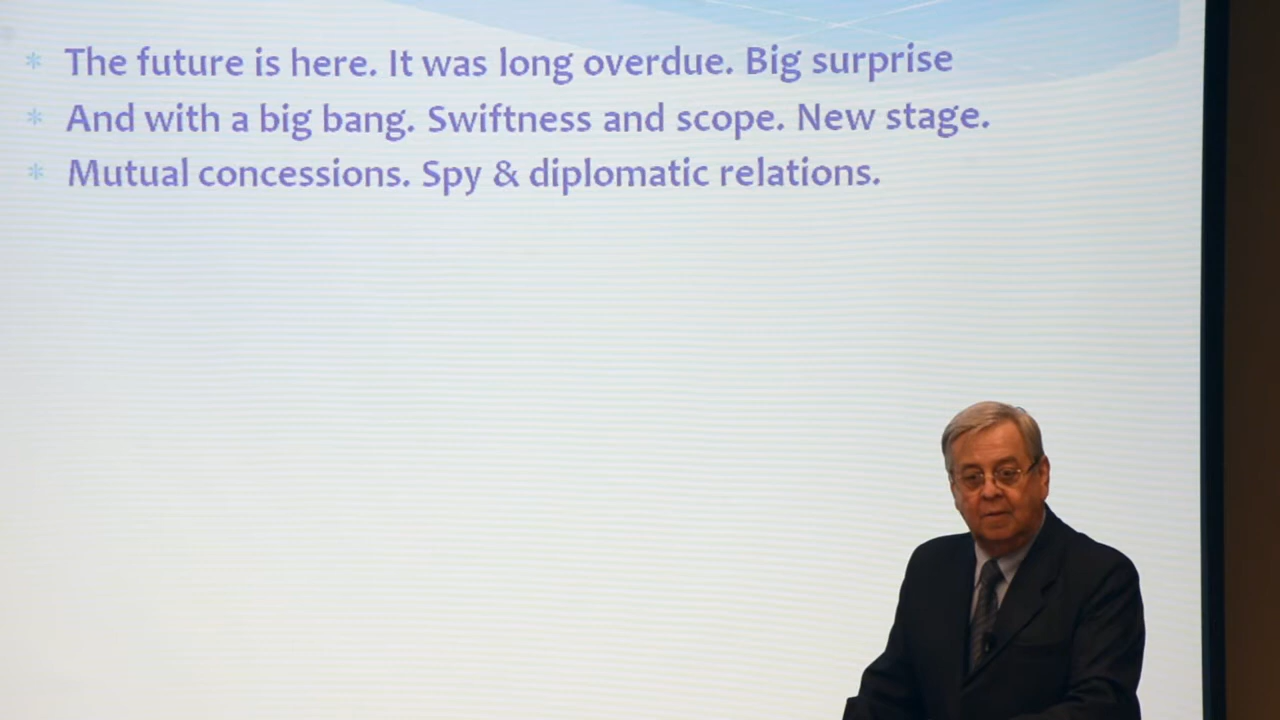 * The future is here. It was long overdue. Big surprise
* And with a big bang. Swiftness and scope. New stage.
* Mutual concessions. Spy & diplomatic relations.